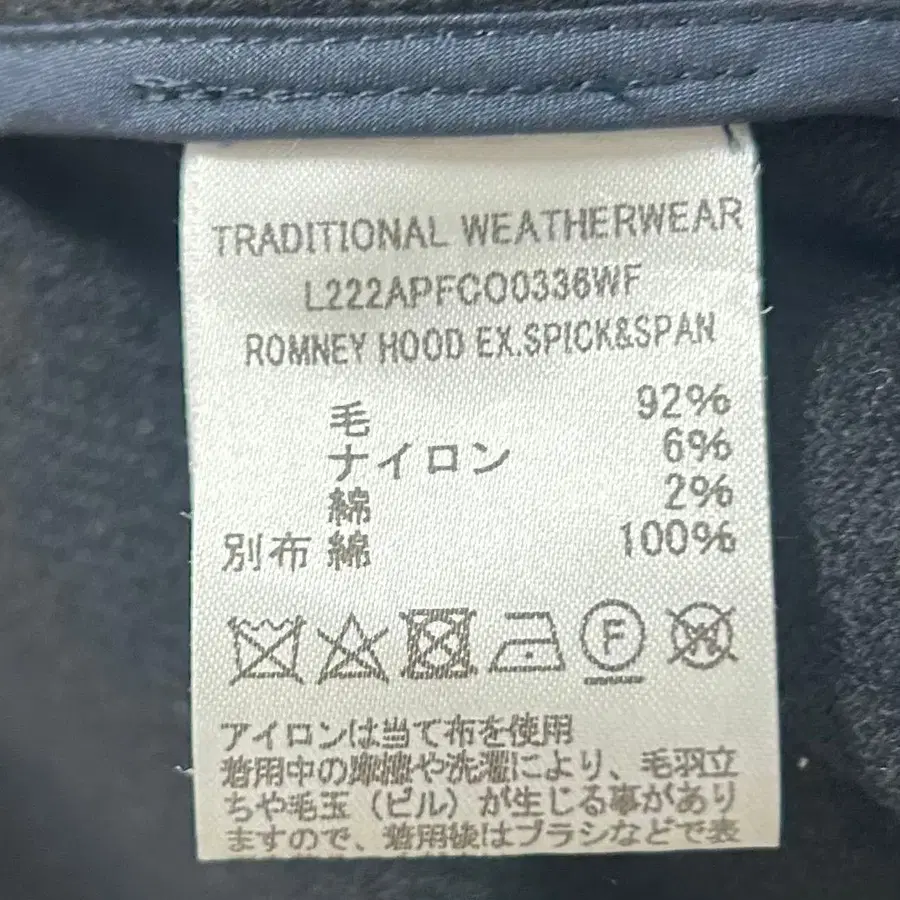 TRADITIONAL WEATHERWEAR
L222APFCO0336WF
ROMNEY HOOD EX.SPICK&SPAN
毛 92%
ナイロン 6%
綿 2%
別布 綿 100%
F
W
アイロンは当て布を使用
着用中の摩擦や洗濯により、毛羽立
ちや毛玉（ピル）が生じる事があり
ますので、着用後はブラシなどで表